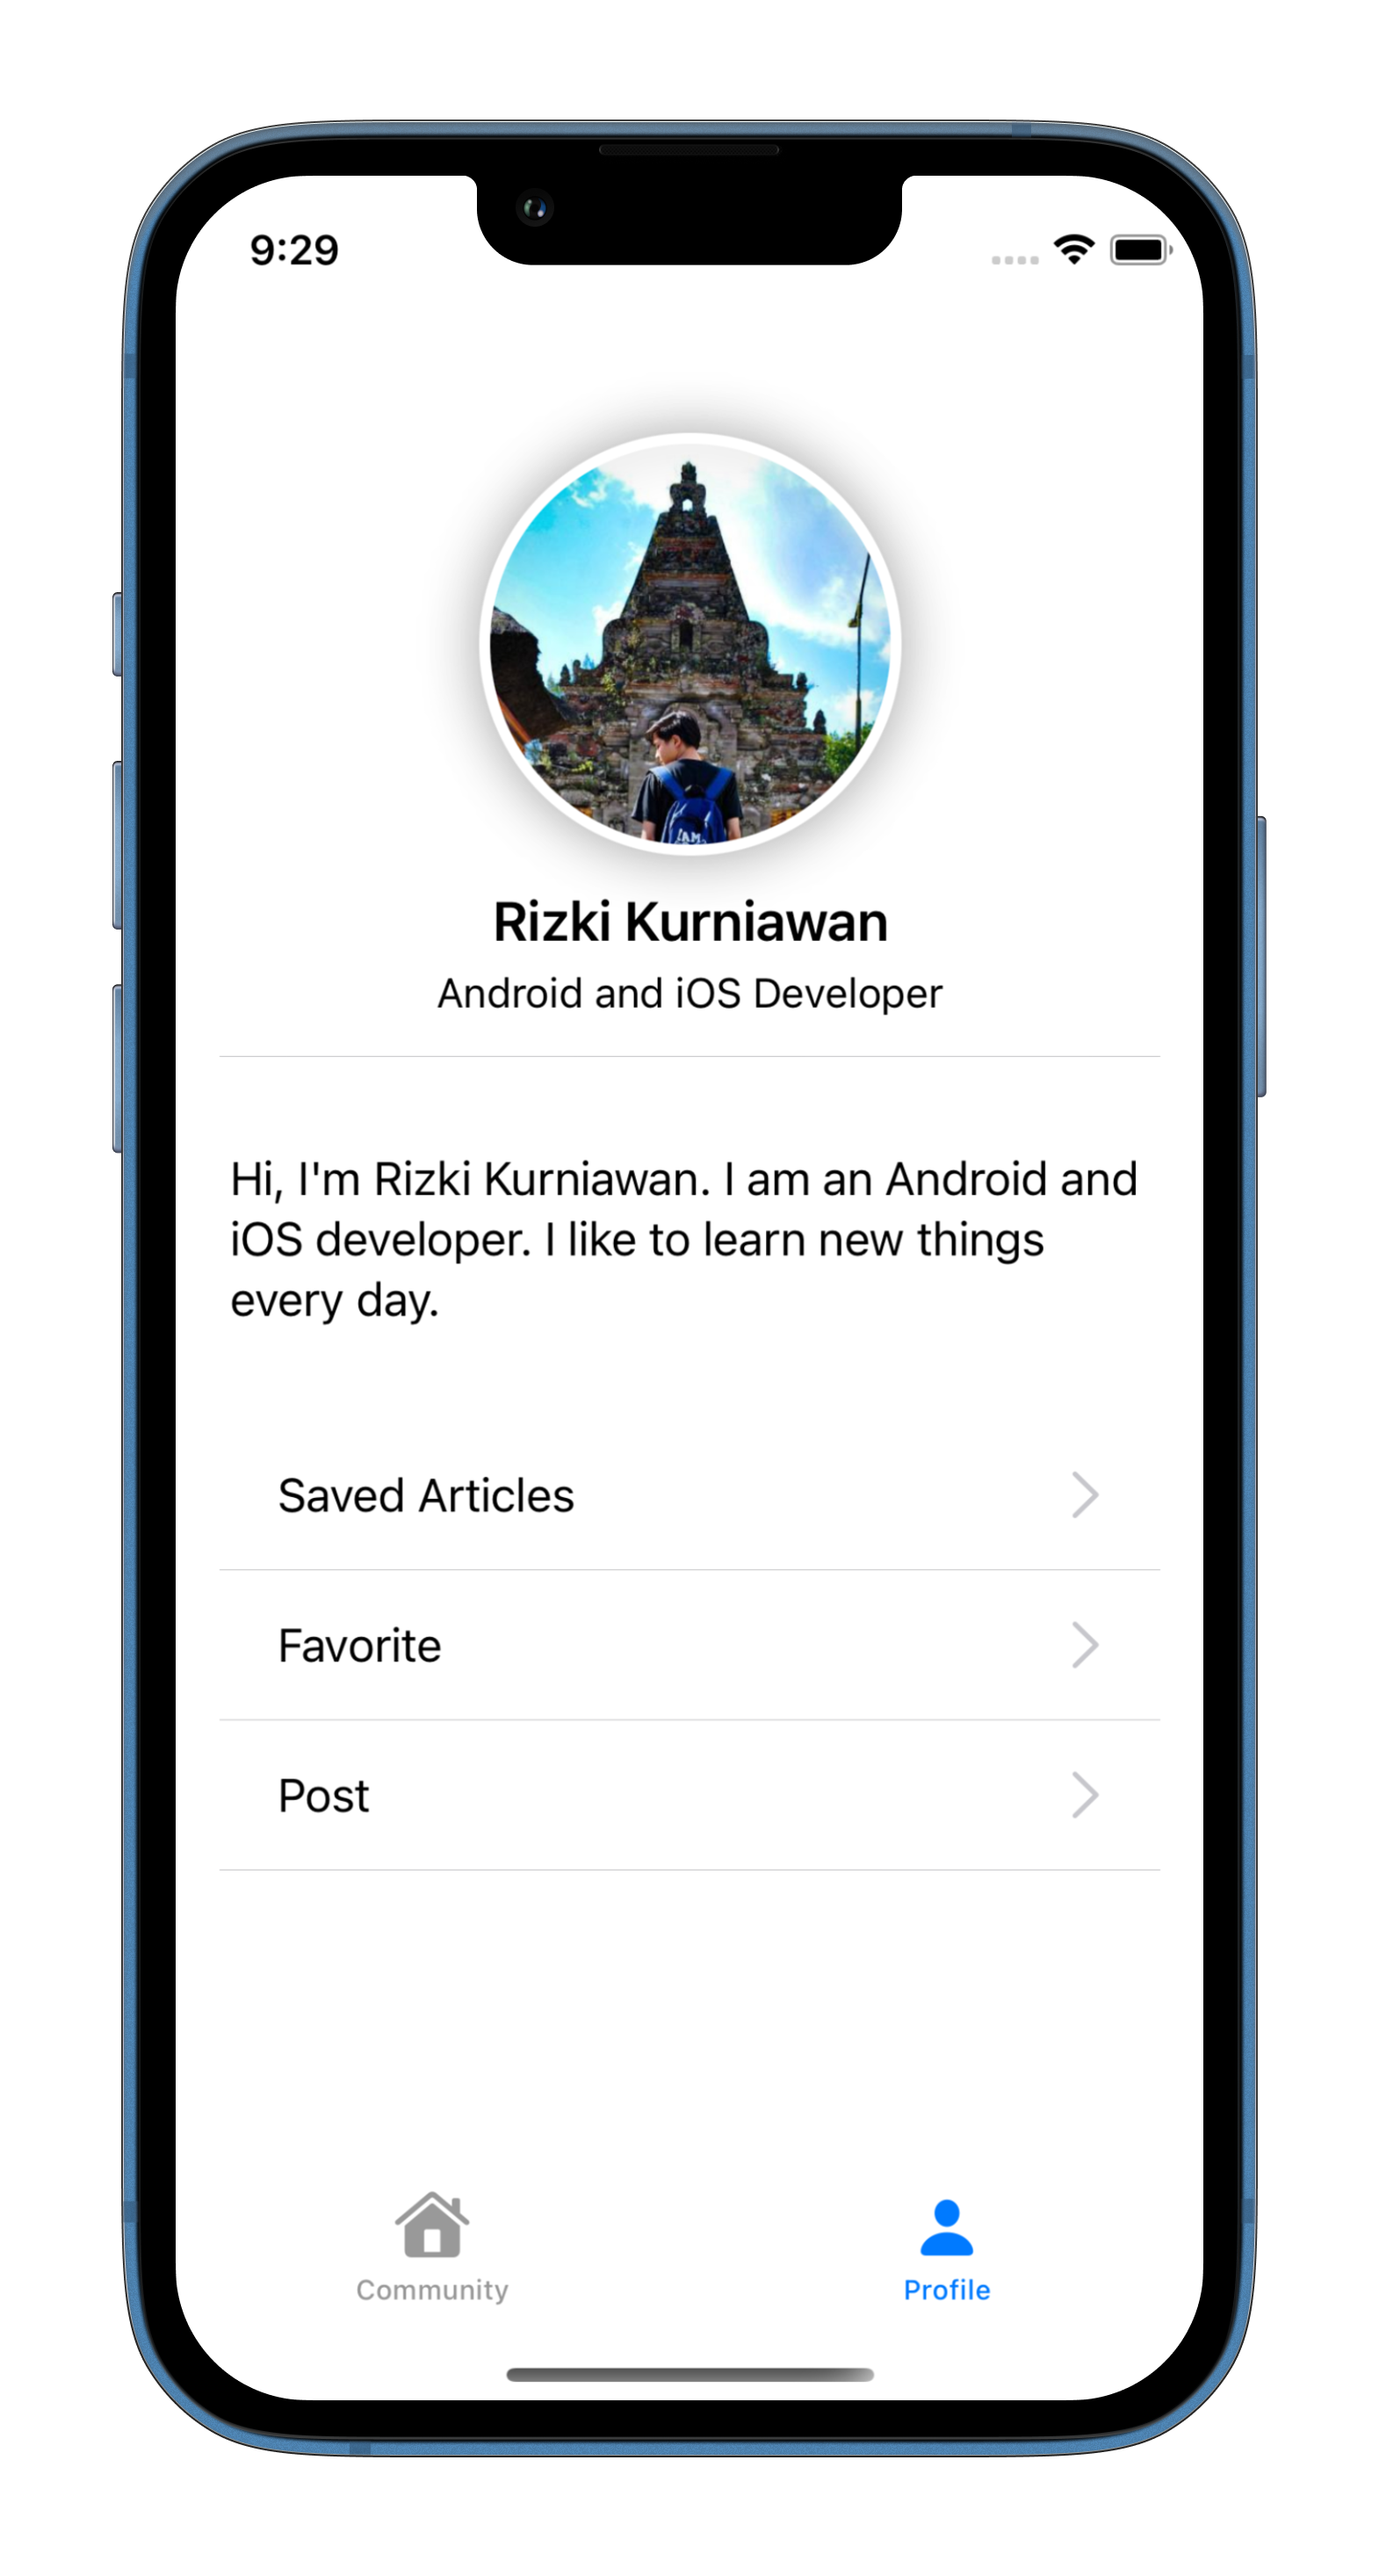 9:29
Rizki Kurniawan
Android and iOS Developer
Hi, I'm Rizki Kurniawan. I am an Android and
iOS developer. I like to learn new things
every day.
Saved Articles
Favorite
Post
Community
Profile